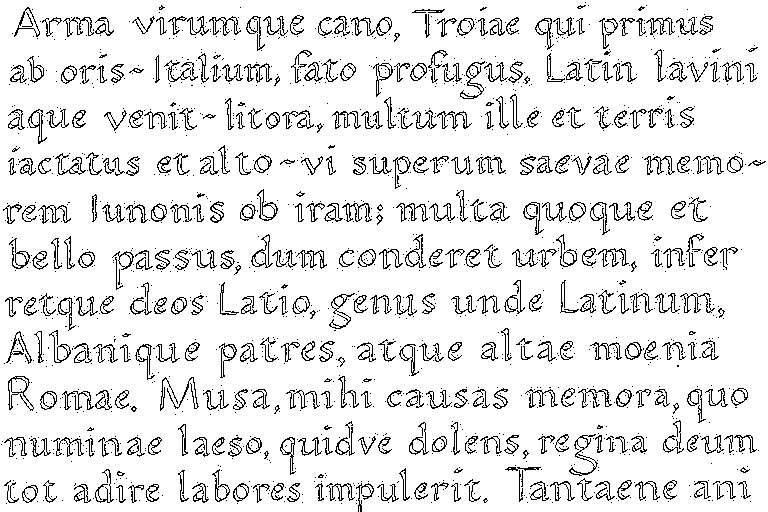 Arma virumque cano, Troiae qui primus
ab oris~Italium, fato profugus, Latin lavini
aque venit~litora, multum ille et terris
iactatus et alto~vi superum saevae memo~
rem Iunonis ob iram; multa quoque et
bello passus, dum conderet urbem, infer
retque deos Latio, genus unde Latinum,
Albanique patres, atque altae moenia
Romae. Musa, mihi causas memora, quo
numinae laeso, quidve dolens, regina deum
tot adire labores impulerit. Tantaene ani